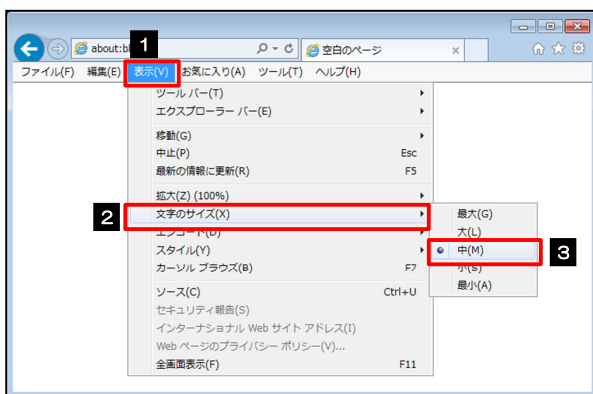 about:bl
1
空白のページ
ファイル(F) 編集(E) 表示(V) お気に入り(A) ツール(T) ヘルプ(H)
ツール バー(T)
エクスプローラー バー(E)
移動(G)
中止(P) Esc
最新の情報に更新(R) F5
拡大(Z) (100%)
2 文字のサイズ(X)
エンコード(D)
スタイル(Y)
カーソル ブラウズ(B) F7
ソース(C) Ctrl+U
セキュリティ報告(S)
インターナショナル Web サイト アドレス(I)
Web ページのプライバシー ポリシー(V)...
全画面表示(F) F11
最大(G)
大(L)
中(M) 3
小(S)
最小(A)